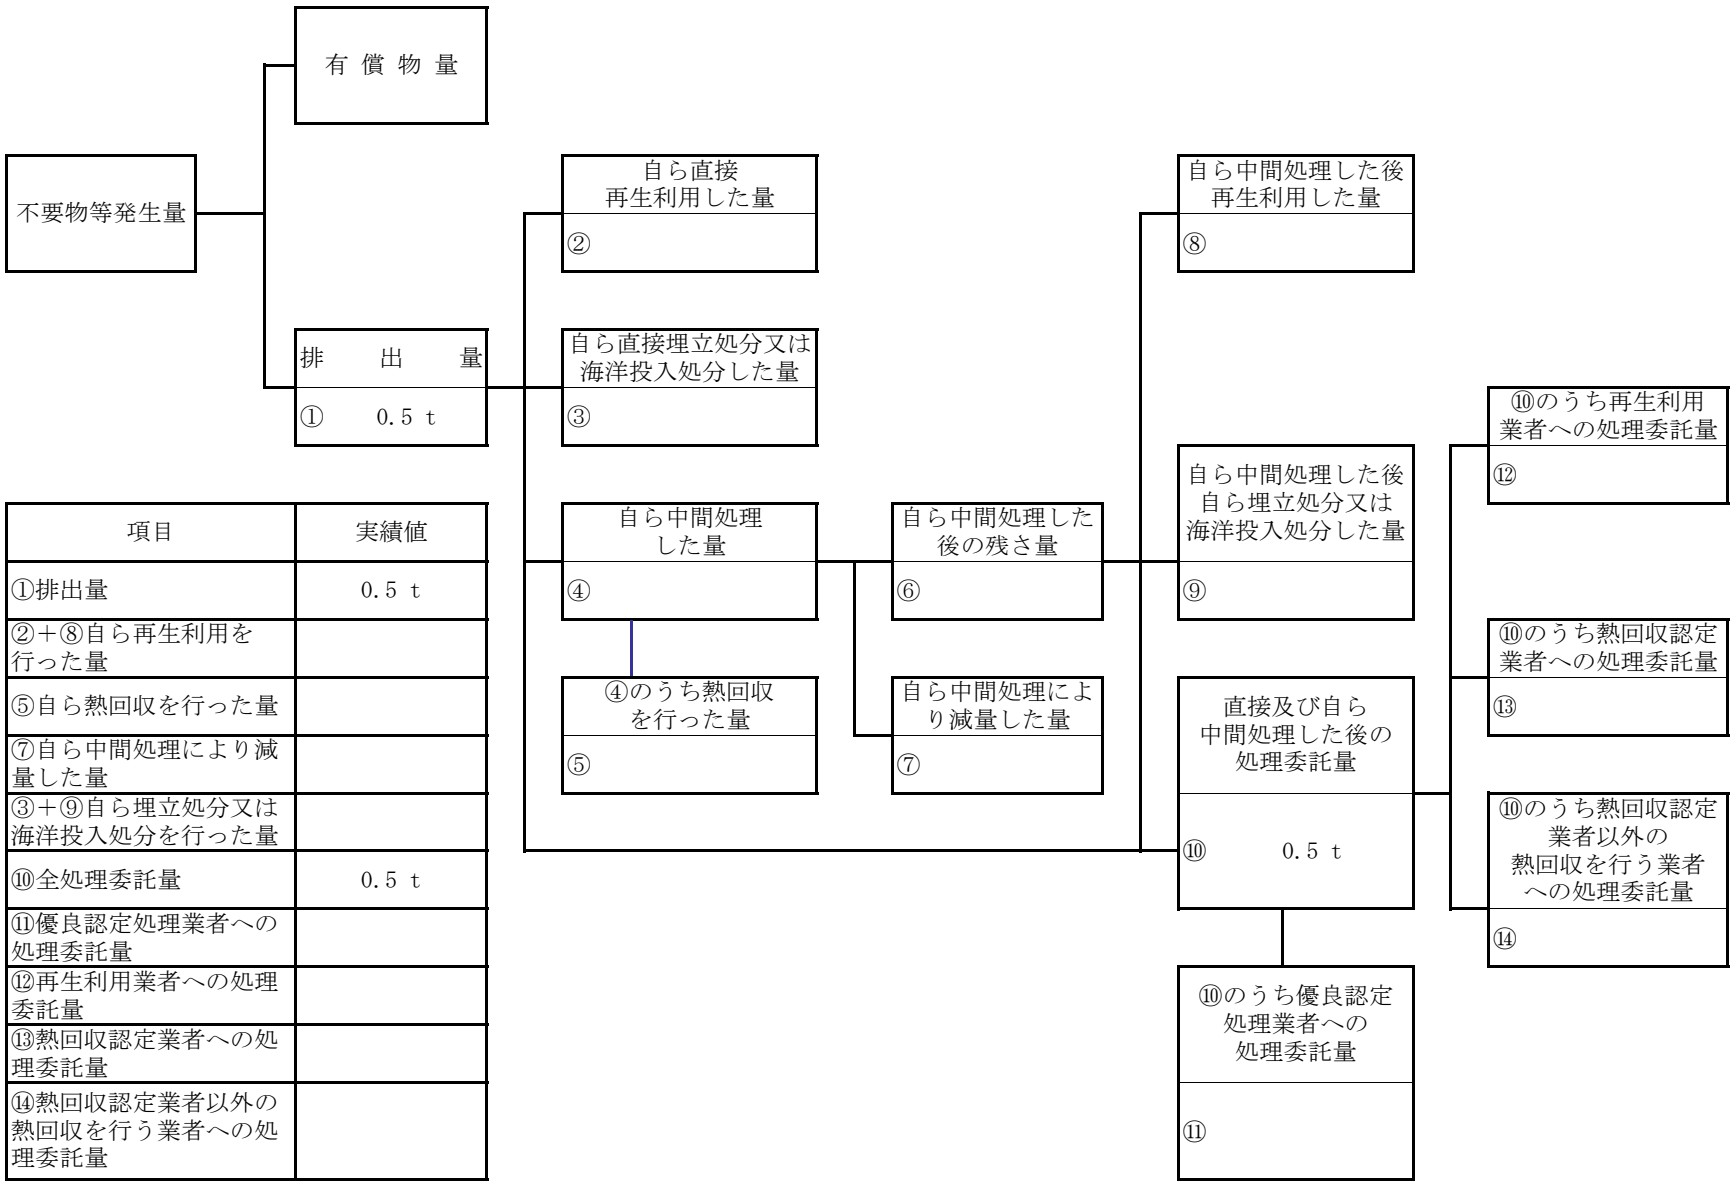 有償物量
不要物等発生量
自ら直接
再生利用した量
②
自ら中間処理した後
再生利用した量
⑧
排出量
① 0.5 t
自ら直接埋立処分又は
海洋投入処分した量
③
⑩のうち再生利用
業者への処理委託量
⑫
自ら中間処理
した量
④
自ら中間処理した
後の残さ量
⑥
自ら中間処理した後
自ら埋立処分又は
海洋投入処分した量
⑨
⑩のうち熱回収認定
業者への処理委託量
⑬
④のうち熱回収
を行った量
⑤
自ら中間処理によ
り減量した量
⑦
直接及び自ら
中間処理した後の
処理委託量
⑩ 0.5 t
⑩のうち熱回収認定
業者以外の
熱回収を行う業者
への処理委託量
⑭
⑩のうち優良認定
処理業者への
処理委託量
⑪
項目 実績値
①排出量 0.5 t
②+⑧自ら再生利用を
行った量
⑤自ら熱回収を行った量
⑦自ら中間処理により減
量した量
③+⑨自ら埋立処分又は
海洋投入処分を行った量
⑩全処理委託量 0.5 t
⑪優良認定処理業者への
処理委託量
⑫再生利用業者への処理
委託量
⑬熱回収認定業者への処
理委託量
⑭熱回収認定業者以外の
熱回収を行う業者への処
理委託量